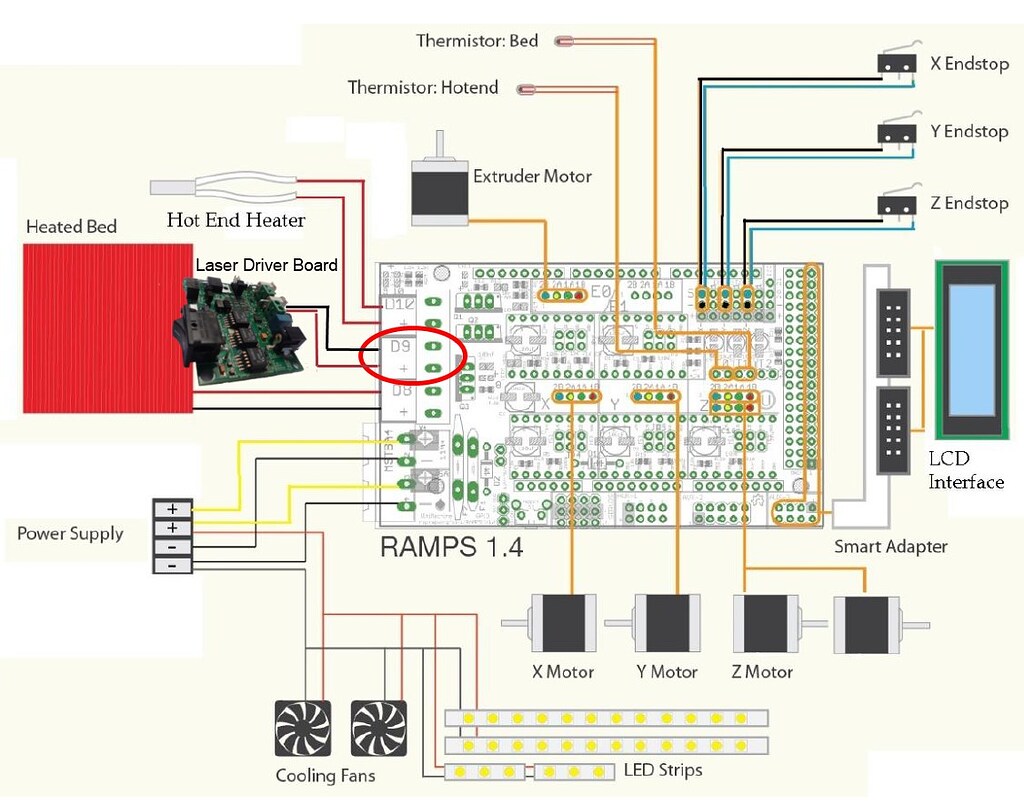 Thermistor: Bed
Thermistor: Hotend
X Endstop
Y Endstop
Z Endstop
Extruder Motor
Hot End Heater
Heated Bed
Laser Driver Board
D10
E0
E1
D9
D8
X
Y
Z
LCD
Interface
Power Supply
RAMPS 1.4
Smart Adapter
X Motor
Y Motor
Z Motor
Cooling Fans
LED Strips